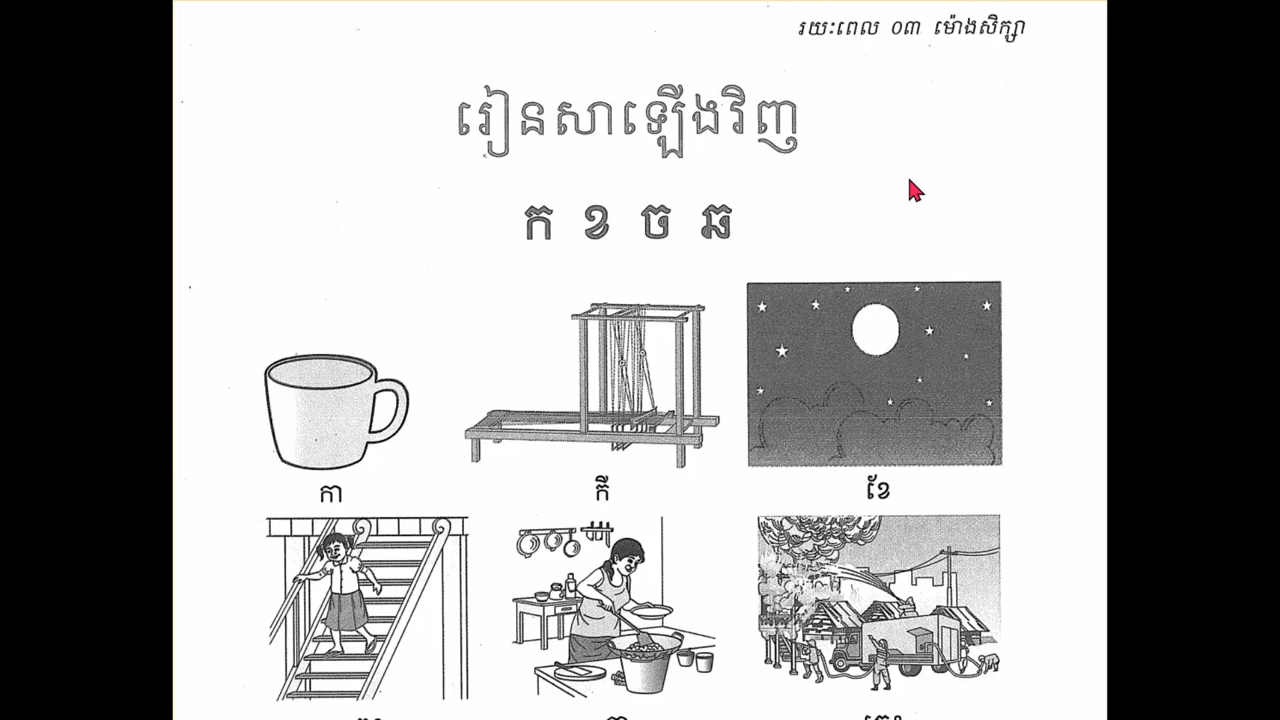 រយៈពេល ០៣ ម៉ោងសិក្សា
រៀនសាឡើងវិញ
ក ខ ច ឆ
កា កី ខែ